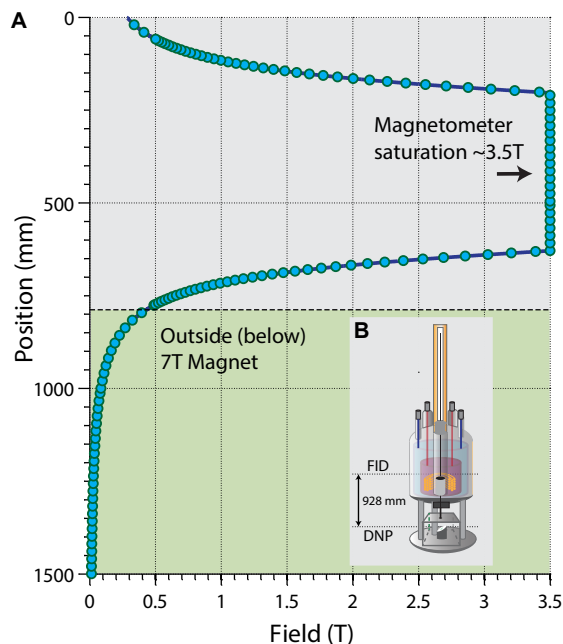 A
0
500
1000
1500
Position (mm)
Magnetometer
saturation ~3.5T
Outside (below)
7T Magnet
B
FID
928 mm
DNP
0
0.5
1
1.5
2
2.5
3
3.5
Field (T)